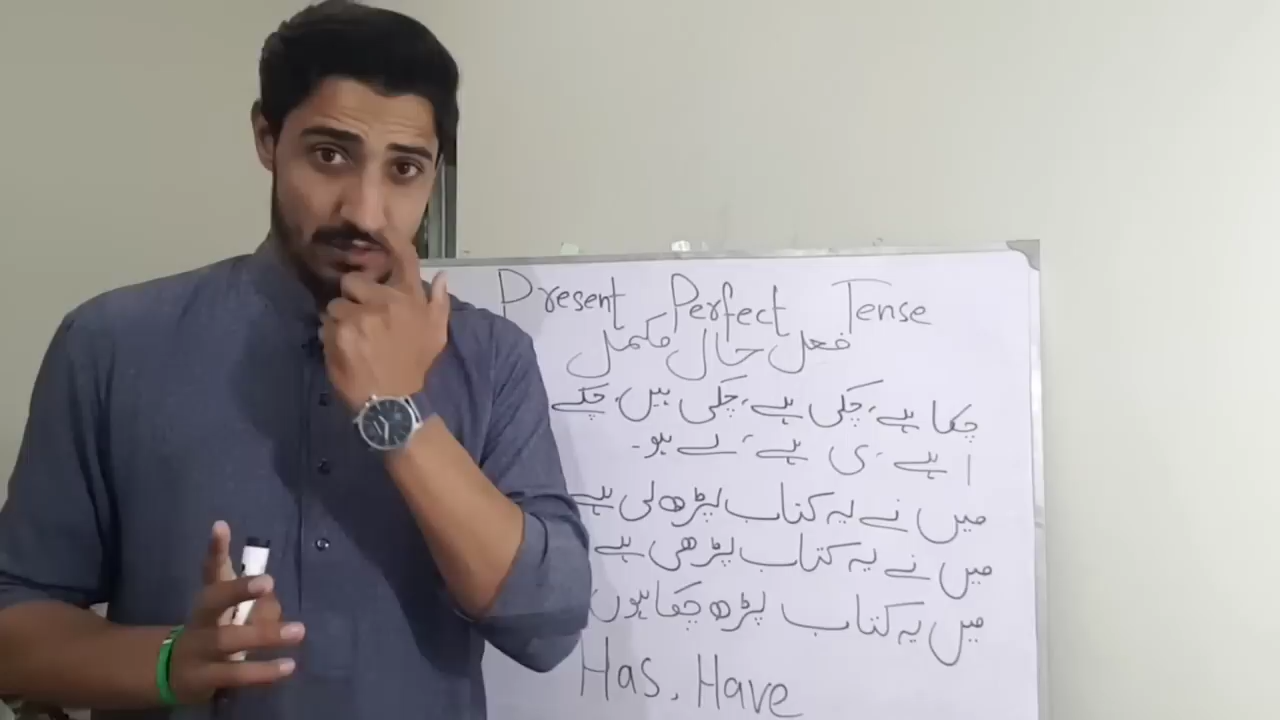 Present Perfect Tense
فعل حال مکمل
چکا ہے، چکی ہے، چکی ہیں، چکے
ا ہے، ی ہے، ے ہو۔
میں نے یہ کتاب پڑھ لی ہے
میں نے یہ کتاب پڑھی ہے
میں یہ کتاب پڑھ چکا ہوں
Has, Have